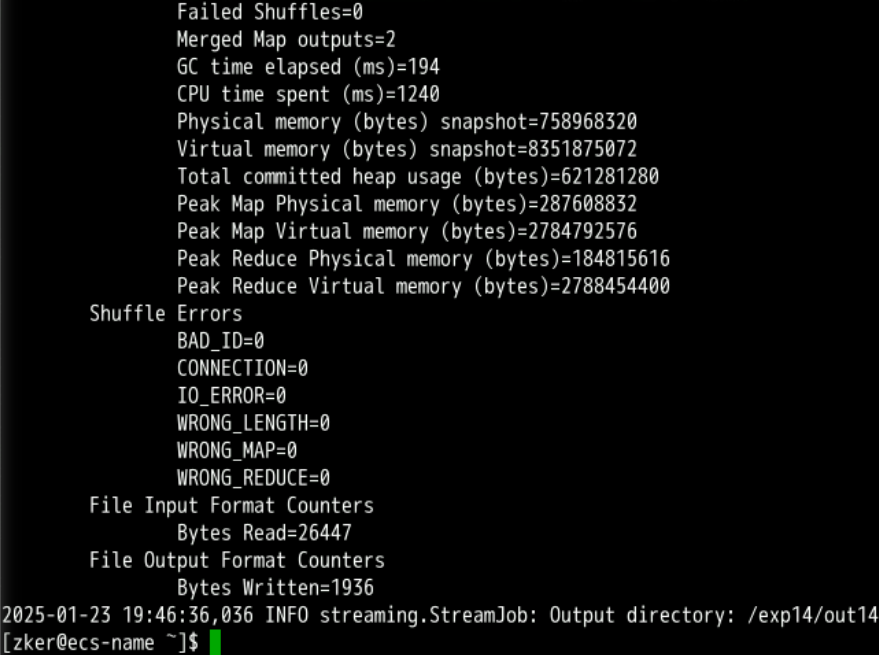 Failed Shuffles=0
Merged Map outputs=2
GC time elapsed (ms)=194
CPU time spent (ms)=1240
Physical memory (bytes) snapshot=758968320
Virtual memory (bytes) snapshot=8351875072
Total committed heap usage (bytes)=621281280
Peak Map Physical memory (bytes)=287608832
Peak Map Virtual memory (bytes)=2784792576
Peak Reduce Physical memory (bytes)=184815616
Peak Reduce Virtual memory (bytes)=2788454400
Shuffle Errors
BAD_ID=0
CONNECTION=0
IO_ERROR=0
WRONG_LENGTH=0
WRONG_MAP=0
WRONG_REDUCE=0
File Input Format Counters
Bytes Read=26447
File Output Format Counters
Bytes Written=1936
2025-01-23 19:46:36,036 INFO streaming.StreamJob: Output directory: /exp14/out14
[zker@ecs-name ~]$